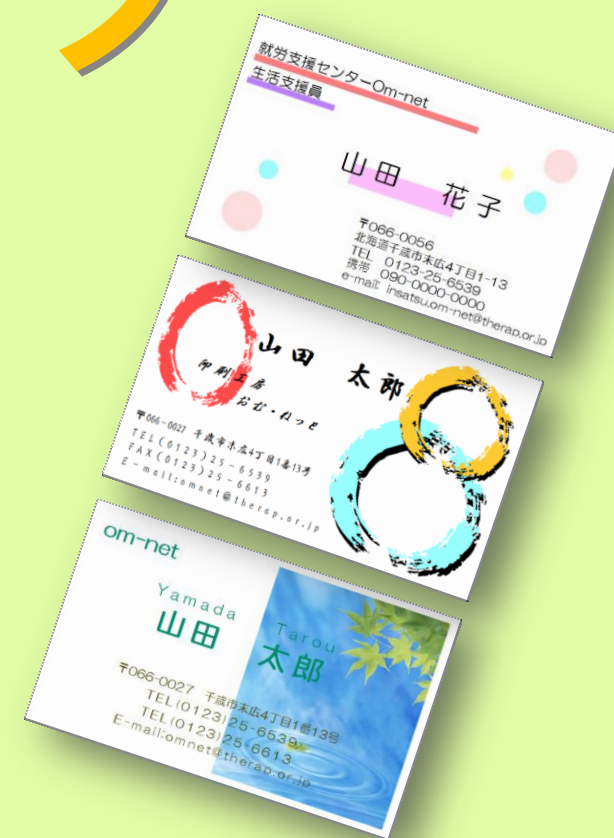 就労支援センターOm-net
生活支援員
山田　花子
〒066-0056
北海道千歳市末広4丁目1-13
TEL　0123-25-6539
携帯　090-0000-0000
e-mail: insatsu.om-net@therap.or.jp
山田　太郎
印刷工房
おむ・ねっと
〒066-0027 千歳市末広4丁目1番13号
TEL(0123)25-6539
FAX(0123)25-6613
E-mail:omnet@therap.or.jp
om-net
Yamada Tarou
山田 太郎
〒066-0027 千歳市末広4丁目1番13号
TEL(0123)25-6539
TEL(0123)25-6613
E-mail:omnet@therap.or.jp